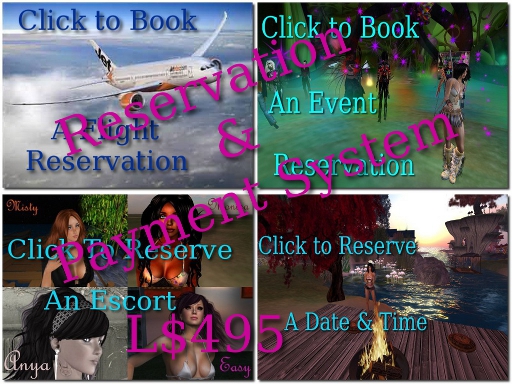 Click to Book
A Flight
Reservation
Click to Book
An Event
Reservation
Reservation
&
Payment System
Misty
Click To Reserve
An Escort
Anya
Easy
L$495
Click to Reserve
A Date & Time